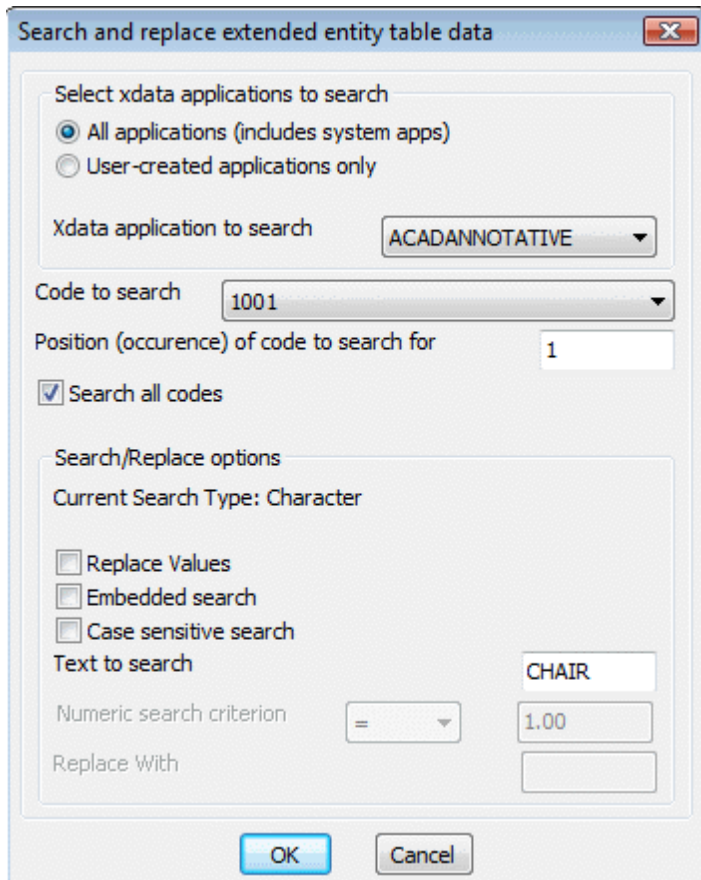 Search and replace extended entity table data
Select xdata applications to search
All applications (includes system apps)
User-created applications only
Xdata application to search ACADANNOTATIVE
Code to search 1001
Position (occurence) of code to search for 1
Search all codes
Search/Replace options
Current Search Type: Character
Replace Values
Embedded search
Case sensitive search
Text to search CHAIR
Numeric search criterion = 1.00
Replace With
OK Cancel